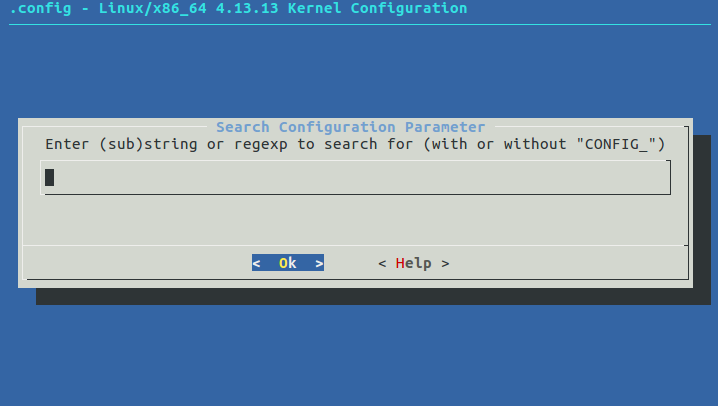 .config - Linux/x86_64 4.13.13 Kernel Configuration
Search Configuration Parameter
Enter (sub)string or regexp to search for (with or without "CONFIG_")
<  Ok  > < Help >